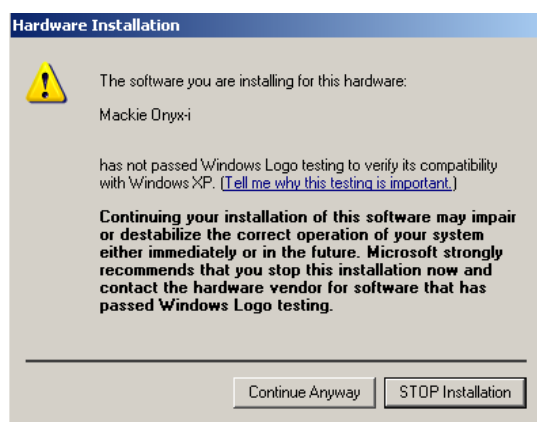 Hardware Installation
The software you are installing for this hardware:
Mackie Onyx-i
has not passed Windows Logo testing to verify its compatibility
with Windows XP. (Tell me why this testing is important.)
Continuing your installation of this software may impair
or destabilize the correct operation of your system
either immediately or in the future. Microsoft strongly
recommends that you stop this installation now and
contact the hardware vendor for software that has
passed Windows Logo testing.
Continue Anyway STOP Installation